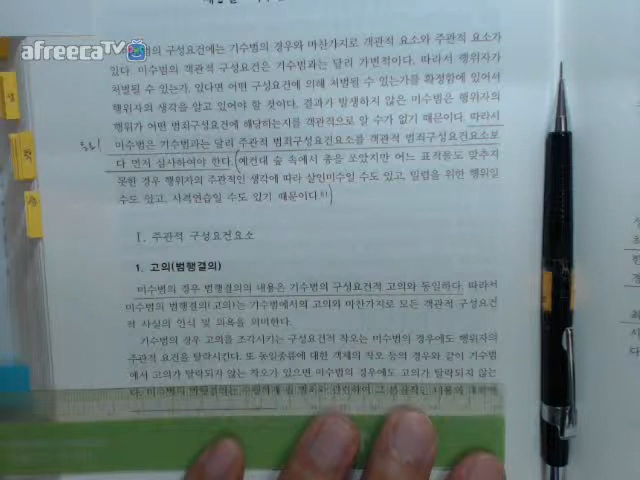 afreecaTV
의 구성요건에는 기수범의 경우와 마찬가지로 객관적 요소와 주관적 요소가
있다. 미수범의 객관적 구성요건은 기수범과는 달리 가변적이다. 따라서 행위자가
처벌될 수 있는가, 있다면 어떤 구성요건에 의해 처벌될 수 있는가를 확정함에 있어서
행위자의 생각을 알고 있어야 할 것이다. 결과가 발생하지 않은 미수범은 행위자의
행위가 어떤 범죄구성요건에 해당하는지를 객관적으로 알 수가 없기 때문이다. 따라서
미수범은 기수범과는 달리 주관적 범죄구성요건요소를 객관적 범죄구성요건요소보
다 먼저 심사하여야 한다. (예컨대 숲 속에서 총을 쏘았지만 어느 표적물도 맞추지
못한 경우 행위자의 주관적인 생각에 따라 살인미수일 수도 있고, 밀렵을 위한 행위일
수도 있고, 사격연습일 수도 있기 때문이다.)
Ⅰ. 주관적 구성요건요소
1. 고의(범행결의)
미수범의 경우 범행결의의 내용은 기수범의 구성요건적 고의와 동일하다. 따라서
미수범의 범행결의(고의)는 기수범에서의 고의와 마찬가지로 모든 객관적 구성요건
적 사실의 인식 및 의욕을 의미한다.
기수범의 경우 고의를 조각시키는 구성요건적 착오는 미수범의 경우에도 행위자의
주관적 요건을 탈락시킨다. 또 동일종류에 대한 객체의 착오 등의 경우와 같이 기수범
에서 고의가 탈락되지 않는 착오가 있으면 미수범의 경우에도 고의가 탈락되지 않는
다. 미수범의